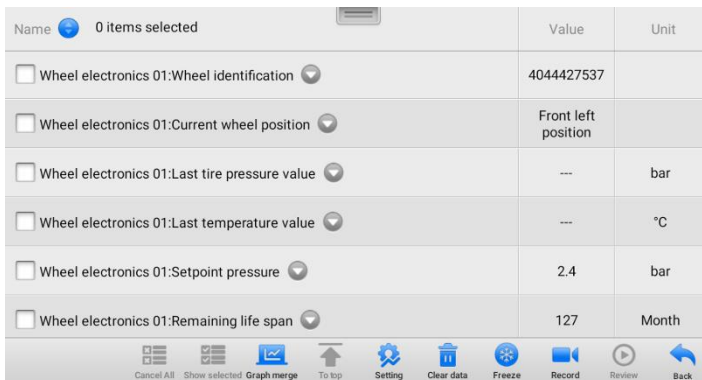 Name 0 items selected Value Unit
Wheel electronics 01:Wheel identification 4044427537
Wheel electronics 01:Current wheel position Front left position
Wheel electronics 01:Last tire pressure value --- bar
Wheel electronics 01:Last temperature value --- °C
Wheel electronics 01:Setpoint pressure 2.4 bar
Wheel electronics 01:Remaining life span 127 Month
Cancel All Show selected Graph merge To top Setting Clear data Freeze Record Review Back